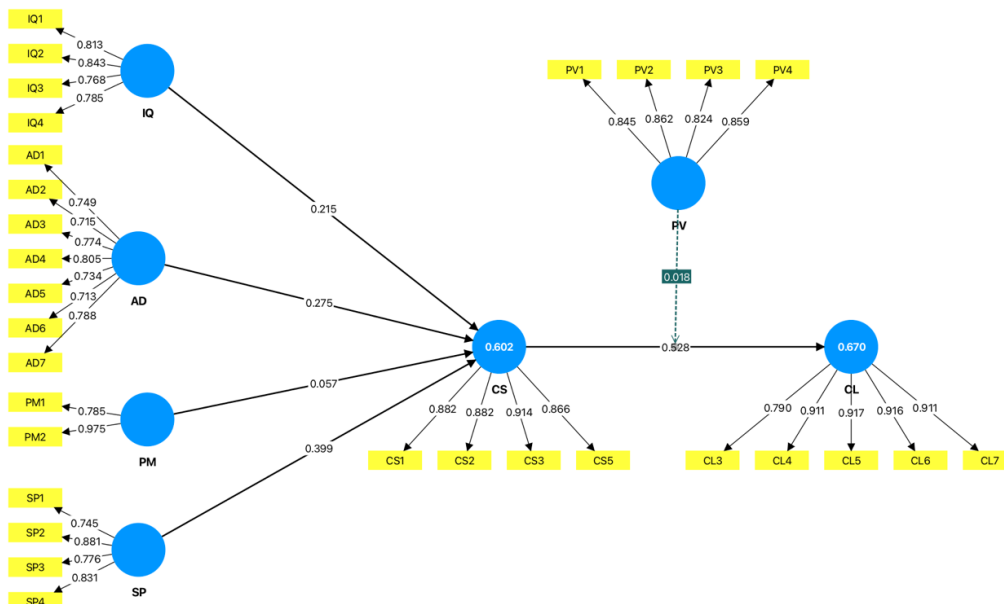 IQ1
0.813
IQ2
0.843
IQ3
0.768
IQ4
0.785
IQ
AD1
0.749
AD2
0.715
AD3
0.774
AD4
0.805
AD5
0.734
AD6
0.713
AD7
0.788
AD
PM1
0.785
PM2
0.975
PM
SP1
0.745
SP2
0.881
SP3
0.776
SP4
0.831
SP
0.215
0.275
0.057
0.399
PV1 PV2 PV3 PV4
0.845 0.862 0.824 0.859
PV
0.018
0.602
CS
0.528
0.670
CL
0.882 0.882 0.914 0.866
CS1 CS2 CS3 CS5
0.790 0.911 0.917 0.916 0.911
CL3 CL4 CL5 CL6 CL7